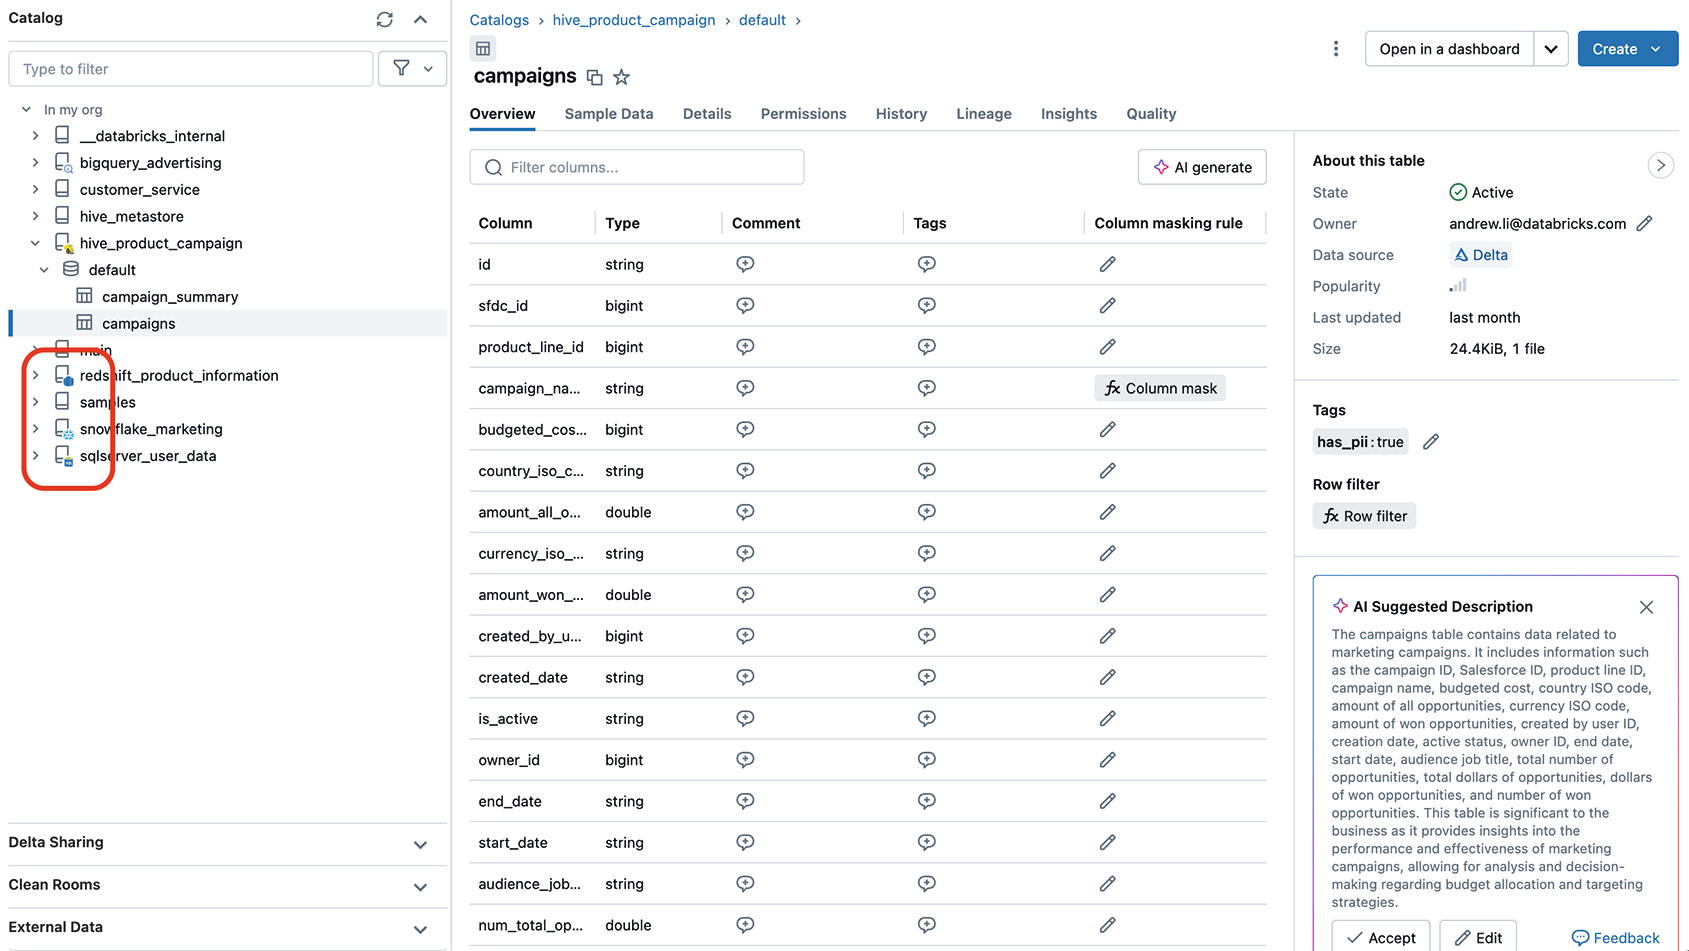 Catalog
Type to filter
In my org
__databricks_internal
bigquery_advertising
customer_service
hive_metastore
hive_product_campaign
default
campaign_summary
campaigns
main
redshift_product_information
samples
snowflake_marketing
sqlserver_user_data
Delta Sharing
Clean Rooms
External Data
Catalogs > hive_product_campaign > default >
campaigns
Open in a dashboard
Create
Overview Sample Data Details Permissions History Lineage Insights Quality
Filter columns...
AI generate
Column Type Comment Tags Column masking rule
id string
sfdc_id bigint
product_line_id bigint
campaign_na... string fx Column mask
budgeted_cos... bigint
country_iso_c... string
amount_all_o... double
currency_iso_... string
amount_won_... double
created_by_u... bigint
created_date string
is_active string
owner_id bigint
end_date string
start_date string
audience_job... string
num_total_op... double
About this table
State Active
Owner andrew.li@databricks.com
Data source Delta
Popularity
Last updated last month
Size 24.4KiB, 1 file
Tags
has_pii : true
Row filter
fx Row filter
AI Suggested Description
The campaigns table contains data related to
marketing campaigns. It includes information such
as the campaign ID, Salesforce ID, product line ID,
campaign name, budgeted cost, country ISO code,
amount of all opportunities, currency ISO code,
amount of won opportunities, created by user ID,
creation date, active status, owner ID, end date,
start date, audience job title, total number of
opportunities, total dollars of opportunities, dollars
of won opportunities, and number of won
opportunities. This table is significant to the
business as it provides insights into the
performance and effectiveness of marketing
campaigns, allowing for analysis and decision-
making regarding budget allocation and targeting
strategies.
Accept Edit Feedback